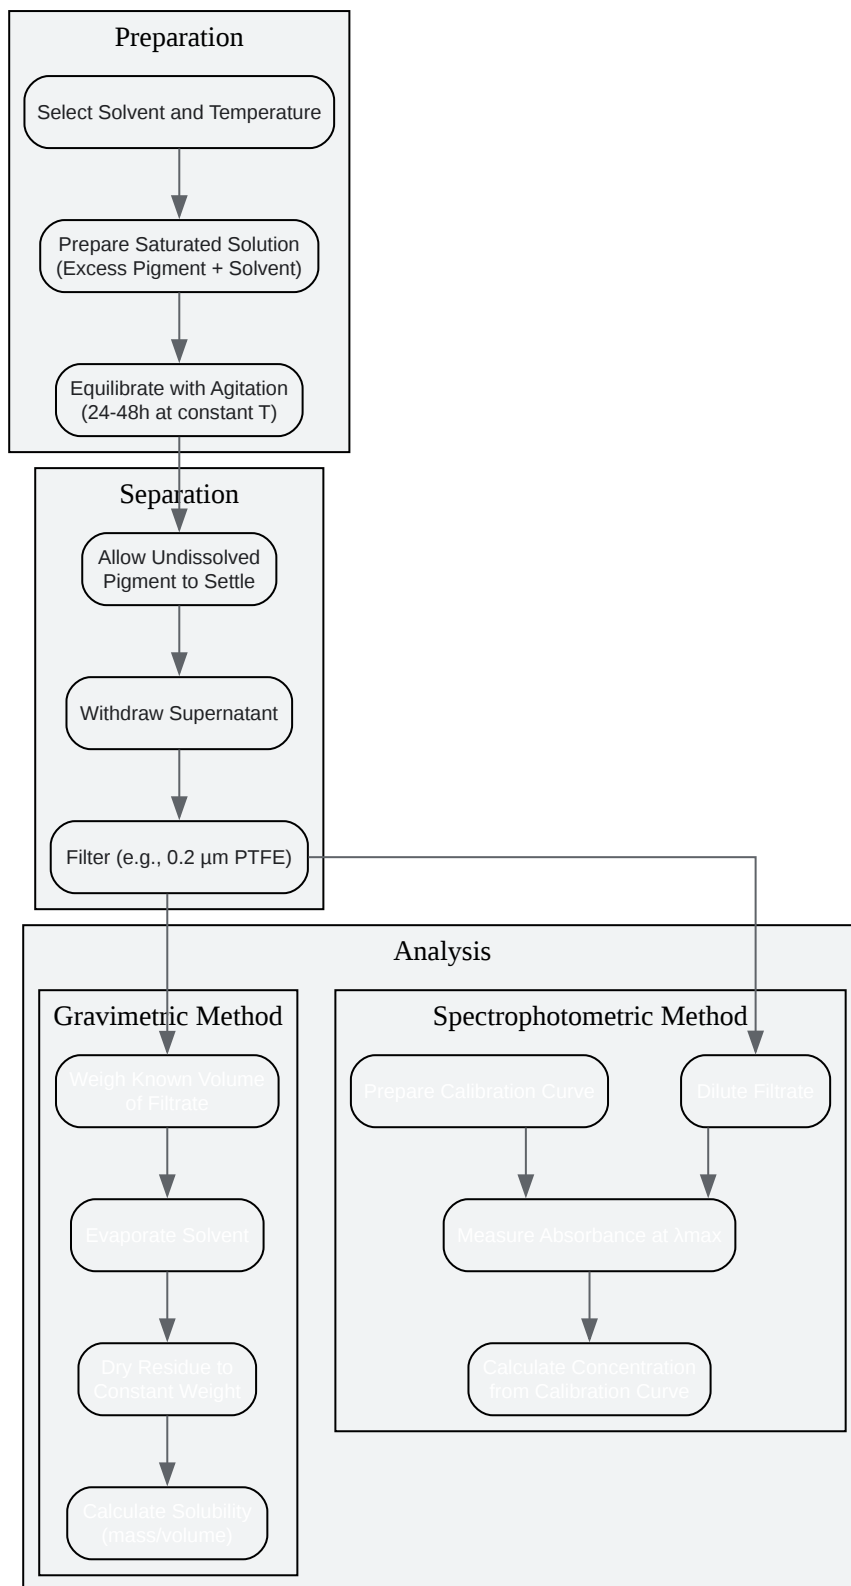 Preparation
Select Solvent and Temperature
Prepare Saturated Solution
(Excess Pigment + Solvent)
Equilibrate with Agitation
(24-48h at constant T)
Separation
Allow Undissolved
Pigment to Settle
Withdraw Supernatant
Filter (e.g., 0.2 µm PTFE)
Analysis
Gravimetric Method
Weigh Known Volume
of Filtrate
Evaporate Solvent
Dry Residue to
Constant Weight
Calculate Solubility
(mass/volume)
Spectrophotometric Method
Prepare Calibration Curve
Dilute Filtrate
Measure Absorbance at λmax
Calculate Concentration
from Calibration Curve